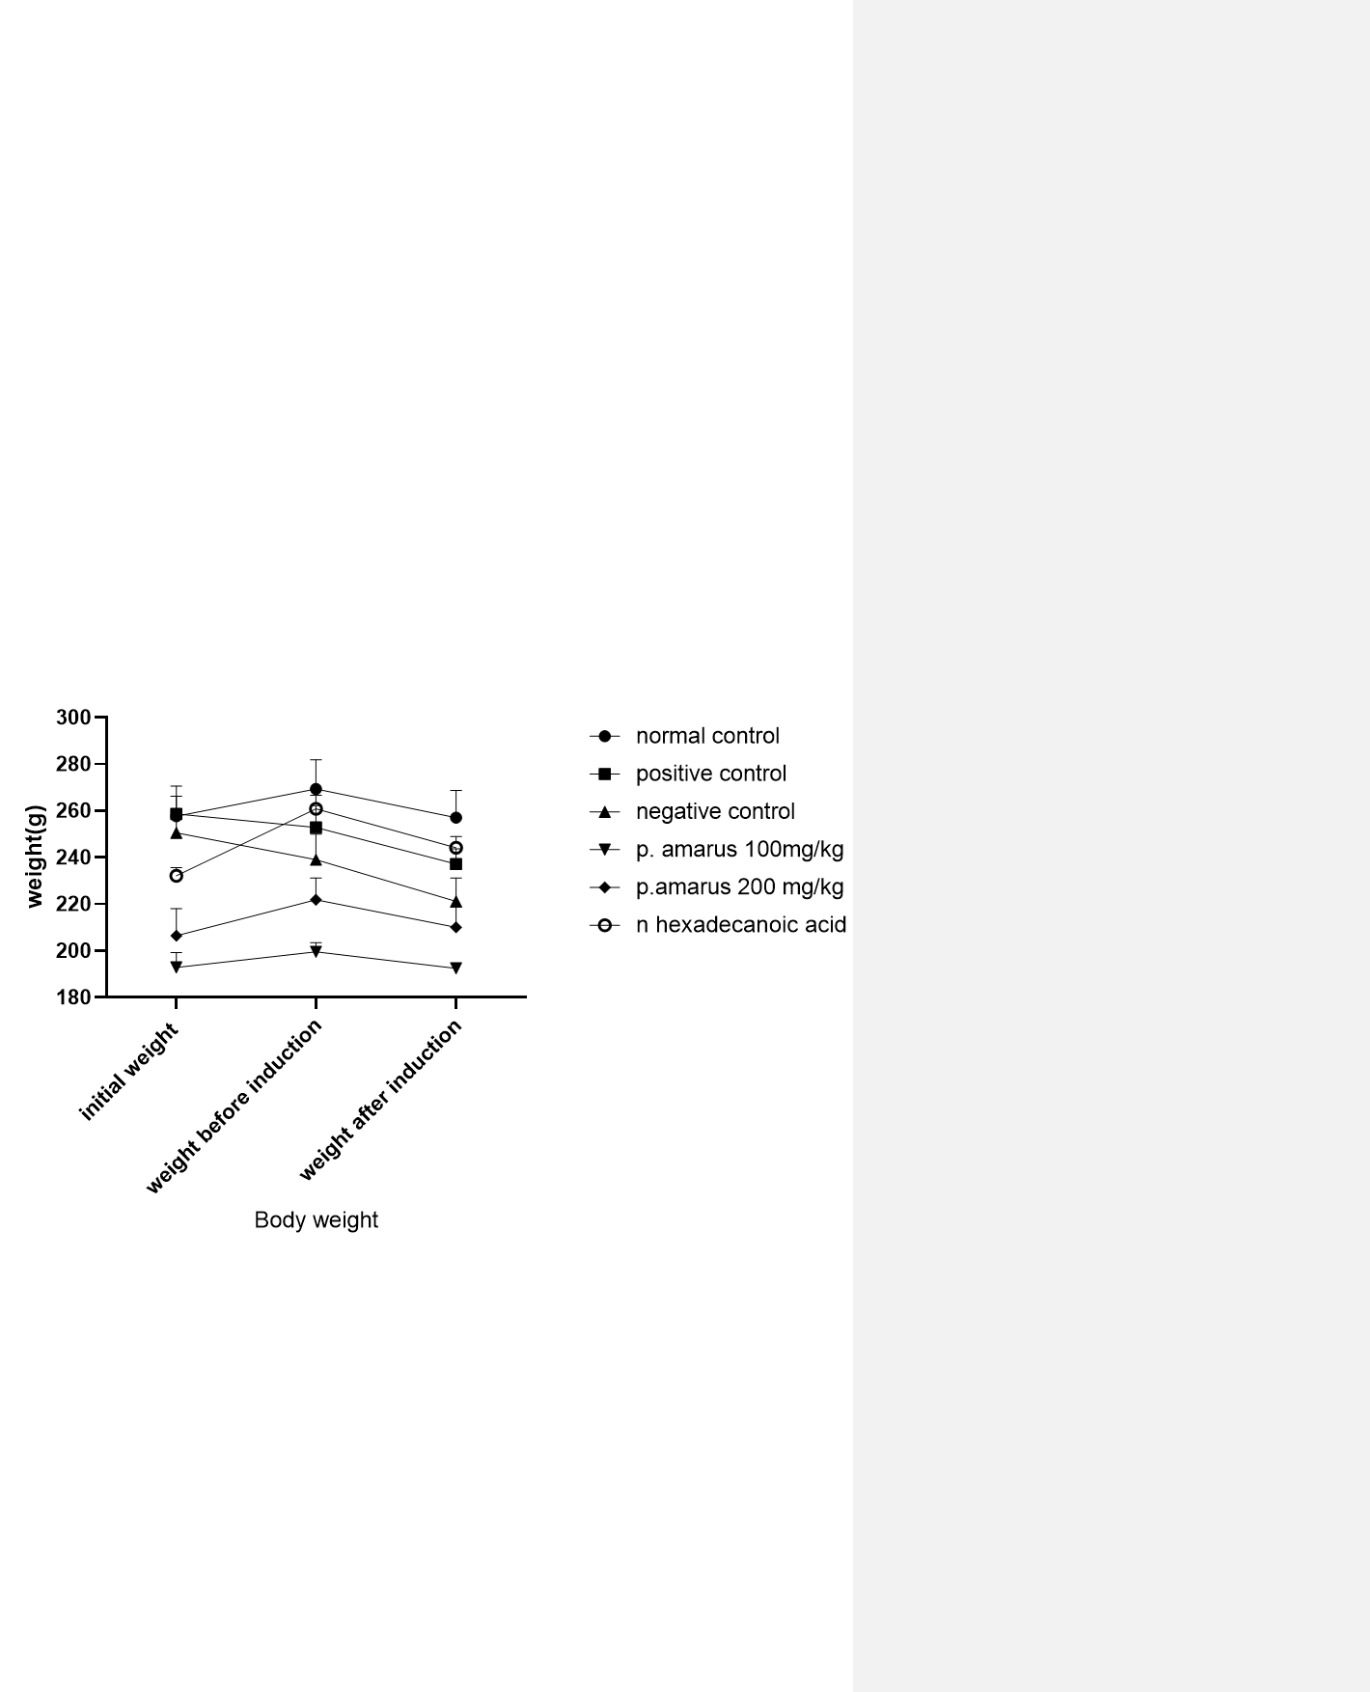 300
280
260
240
220
200
180
weight(g)
initial weight
weight before induction
weight after induction
Body weight
normal control
positive control
negative control
p. amarus 100mg/kg
p.amarus 200 mg/kg
n hexadecanoic acid